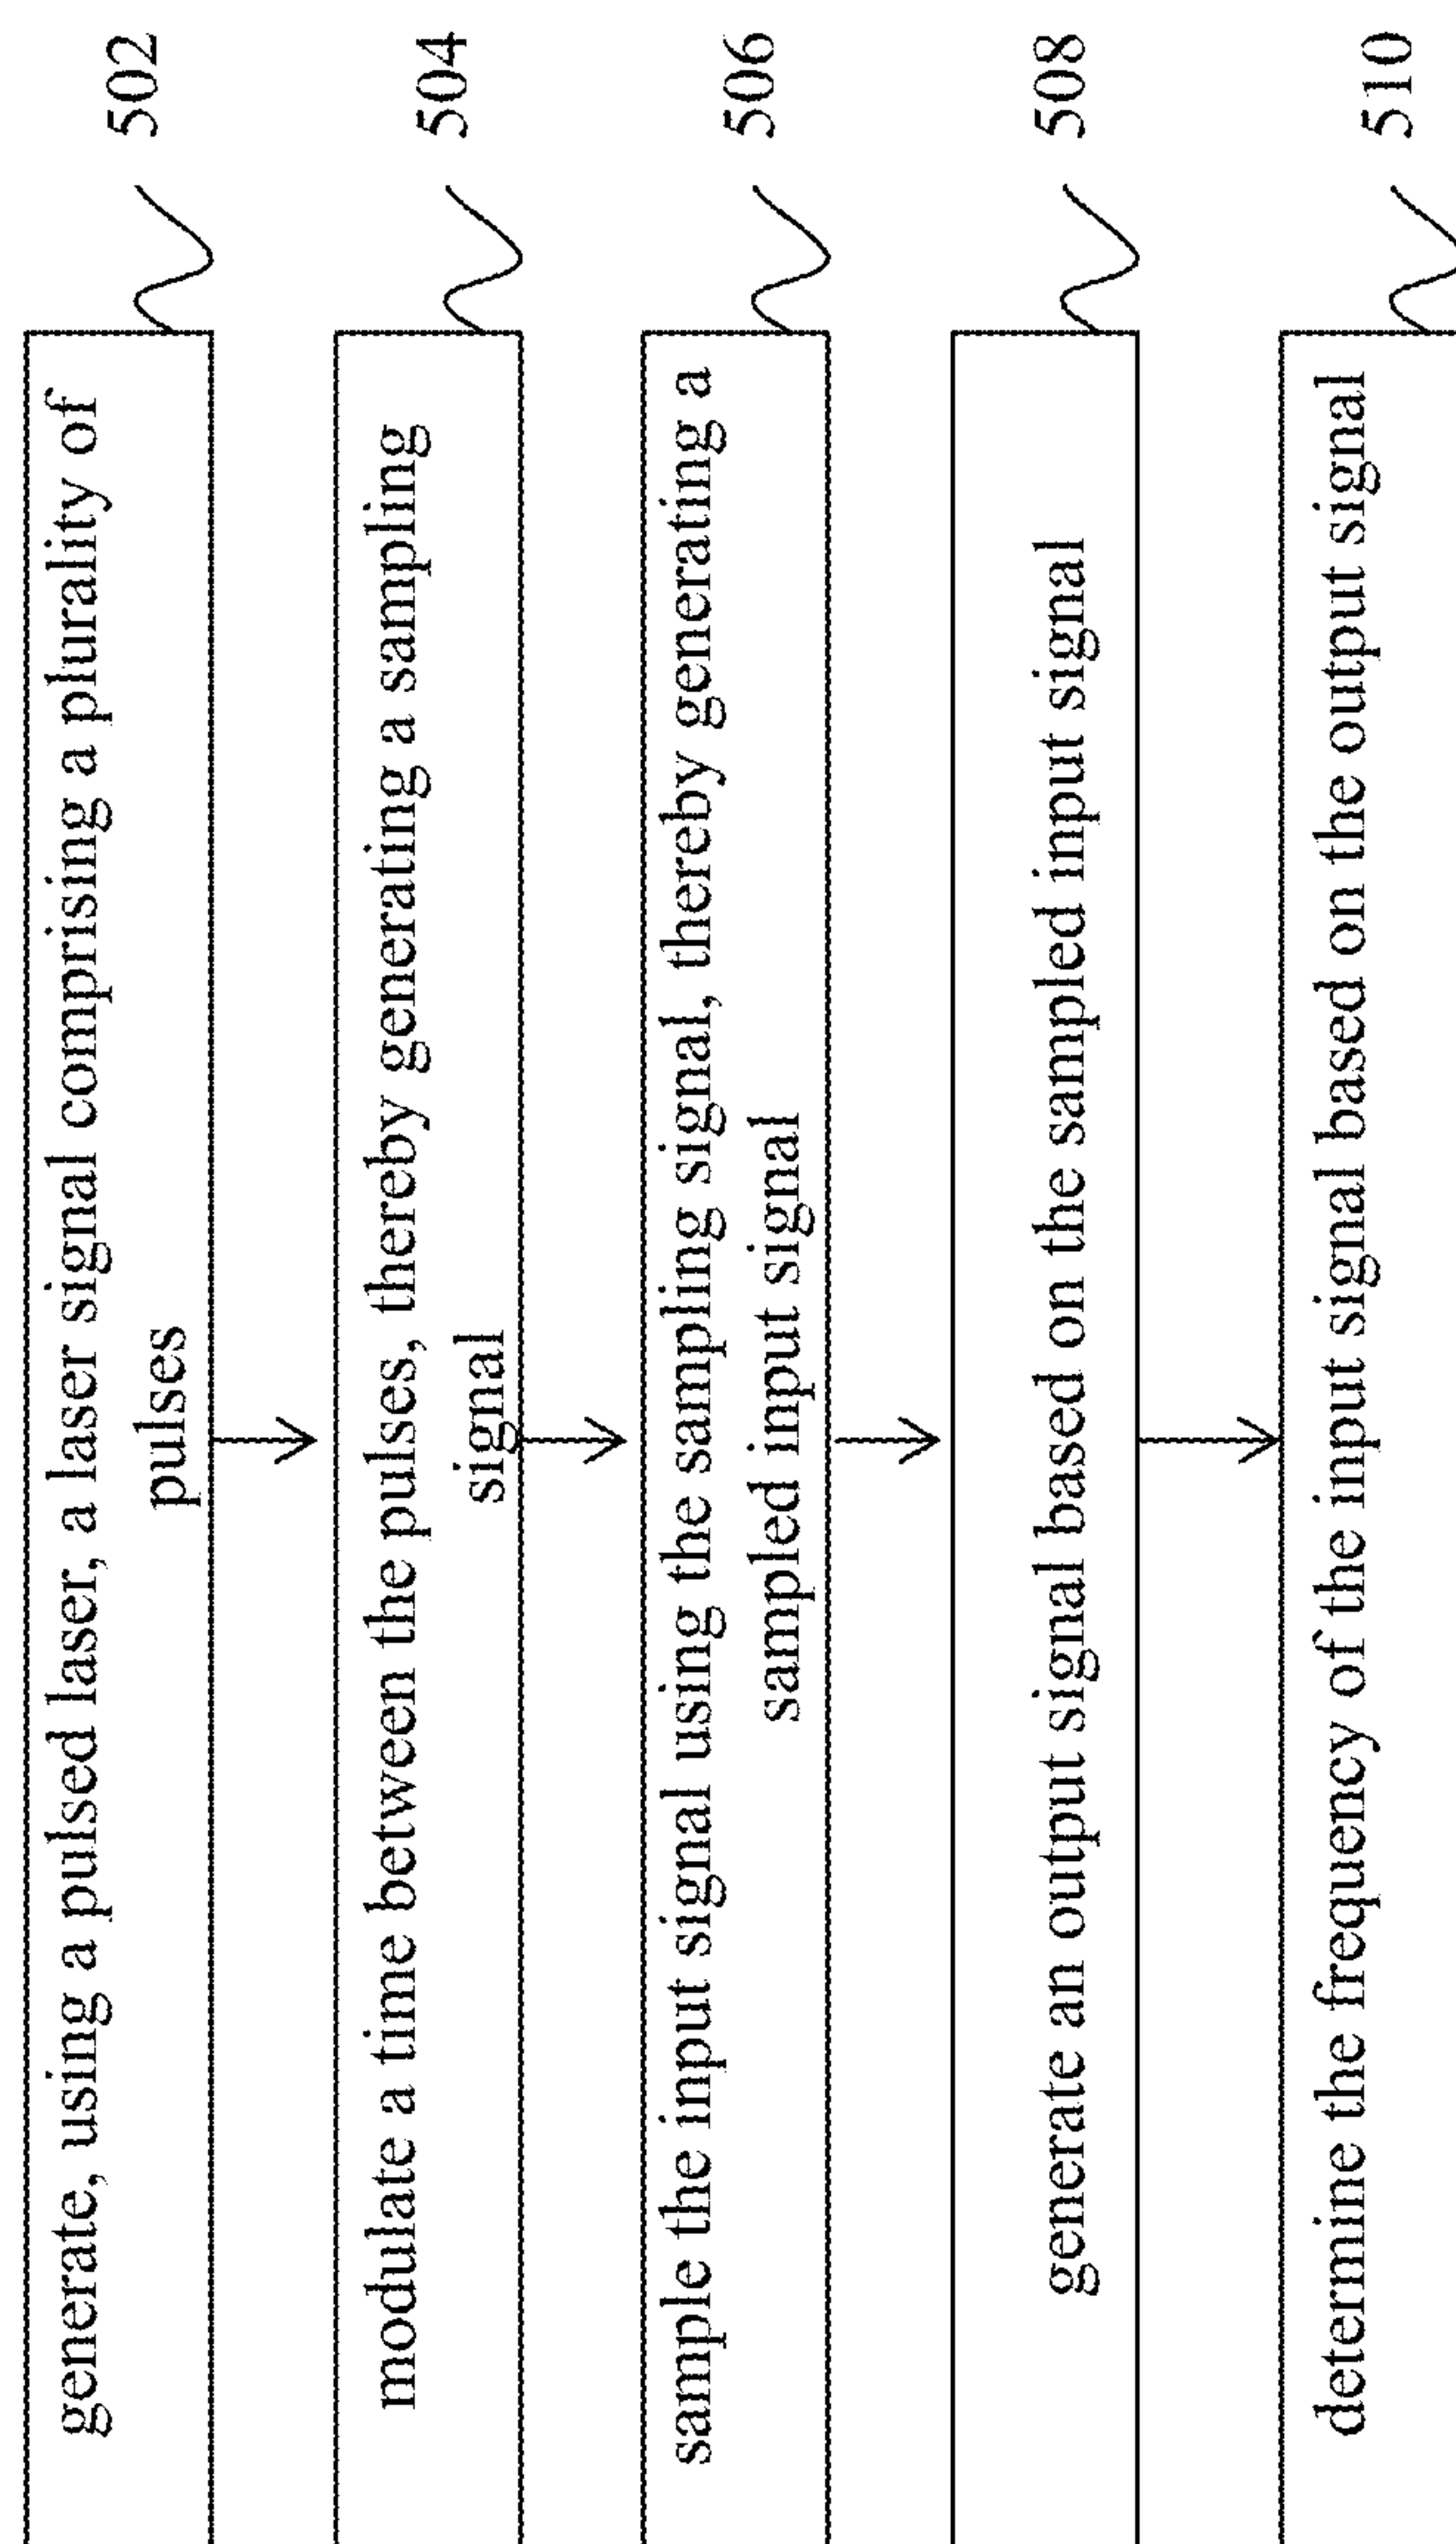 generate, using a pulsed laser, a laser signal comprising a plurality of
pulses
502
modulate a time between the pulses, thereby generating a sampling
signal
504
sample the input signal using the sampling signal, thereby generating a
sampled input signal
506
generate an output signal based on the sampled input signal
508
determine the frequency of the input signal based on the output signal
510